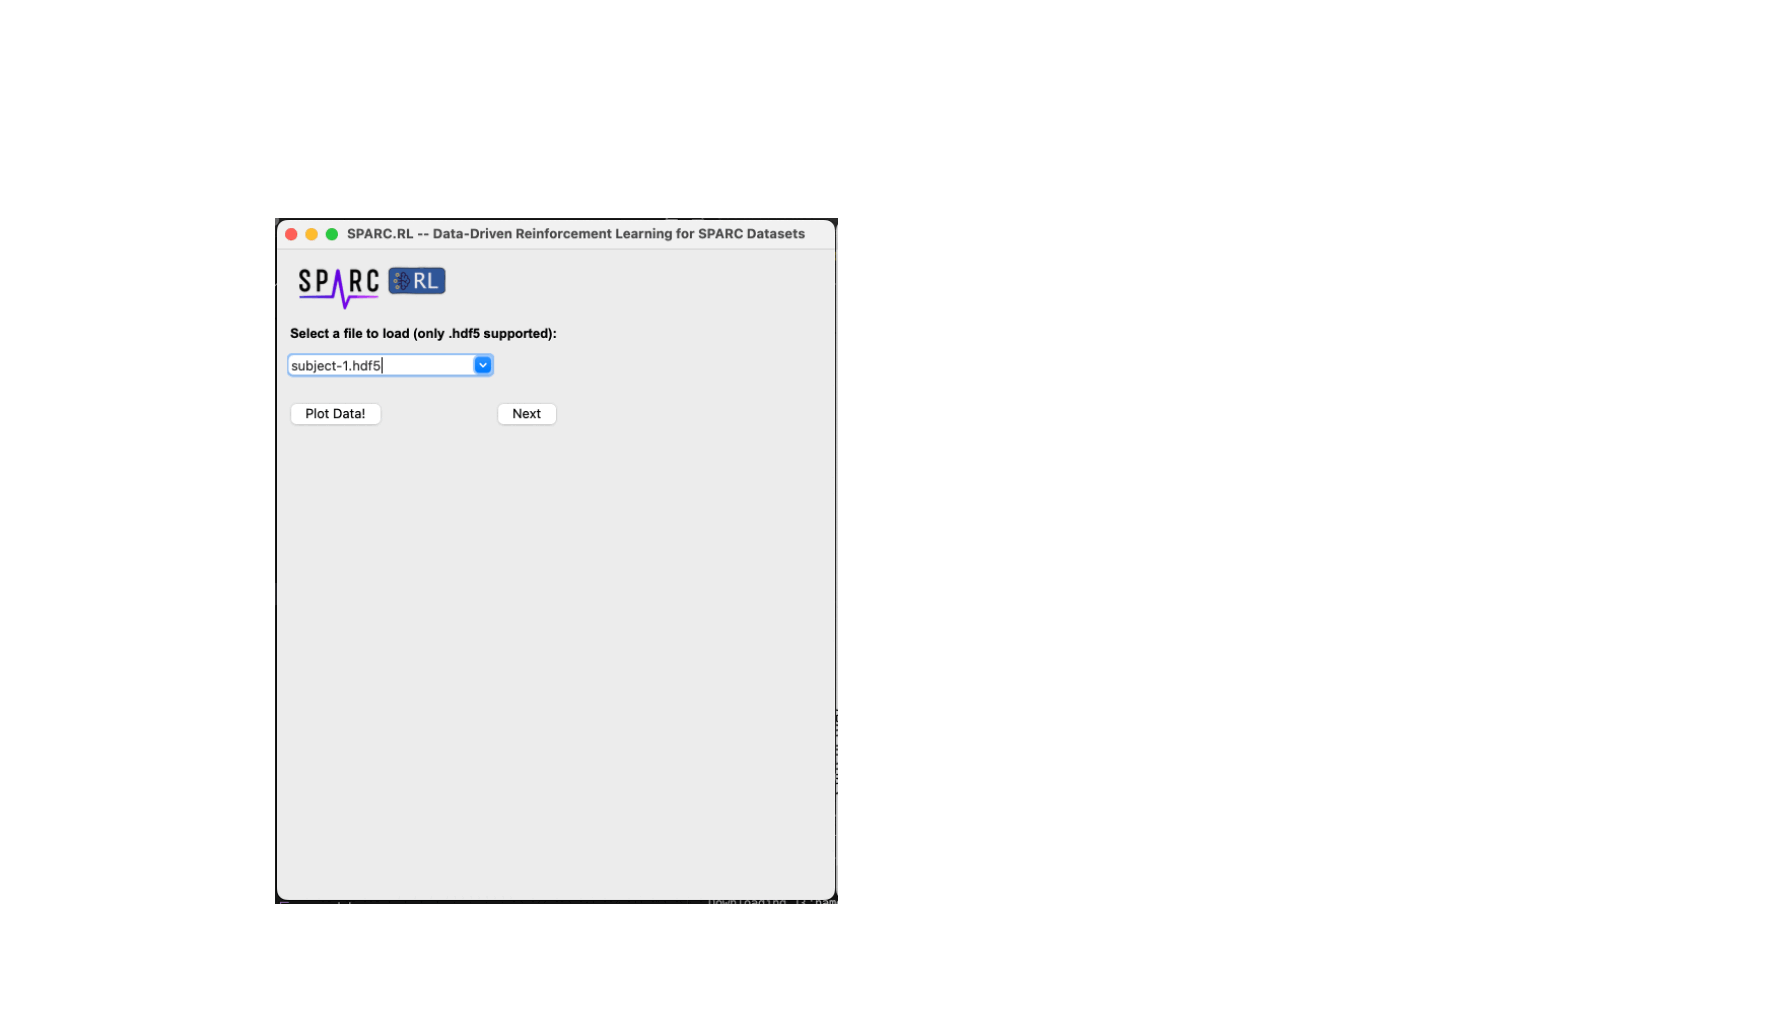 SPARC.RL -- Data-Driven Reinforcement Learning for SPARC Datasets
SPARC RL
Select a file to load (only .hdf5 supported):
subject-1.hdf5
Plot Data!
Next